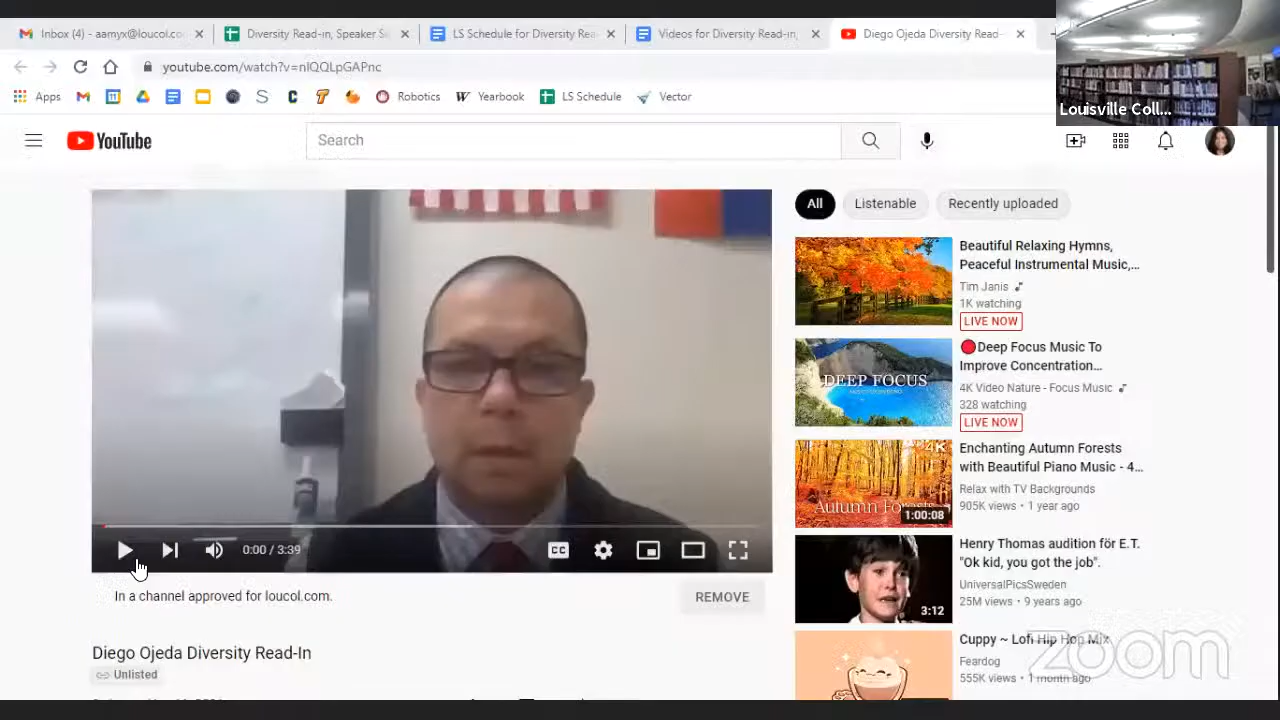 Inbox (4) - aamyx@loucol.co
Diversity Read-in, Speaker S
LS Schedule for Diversity Rea
Videos for Diversity Read-in,
Diego Ojeda Diversity Read-
youtube.com/watch?v=nIQQLpGAPnc
Apps
Robotics
Yearbook
LS Schedule
Vector
Louisville Coll...
YouTube
Search
All
Listenable
Recently uploaded
Beautiful Relaxing Hymns,
Peaceful Instrumental Music,...
Tim Janis
1K watching
LIVE NOW
DEEP FOCUS
Deep Focus Music To
Improve Concentration...
4K Video Nature - Focus Music
328 watching
LIVE NOW
4K
Autumn Forests
1:00:08
Enchanting Autumn Forests
with Beautiful Piano Music - 4...
Relax with TV Backgrounds
905K views • 1 year ago
3:12
Henry Thomas audition för E.T.
"Ok kid, you got the job".
UniversalPicsSweden
25M views • 9 years ago
Cuppy ~ Lofi Hip Hop Mix
Feardog
555K views • 1 month ago
CC
0:00 / 3:39
In a channel approved for loucol.com.
REMOVE
Diego Ojeda Diversity Read-In
Unlisted
zoom